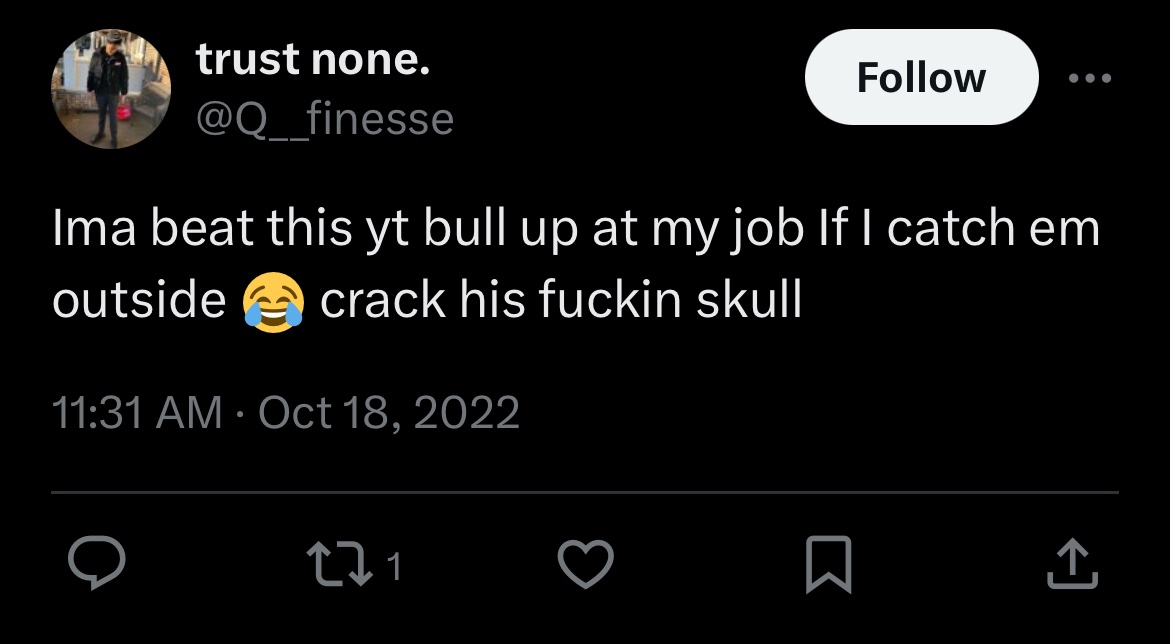 trust none.
Follow
@Q__finesse
Ima beat this yt bull up at my job If I catch em
outside 😂 crack his fuckin skull
11:31 AM · Oct 18, 2022
1